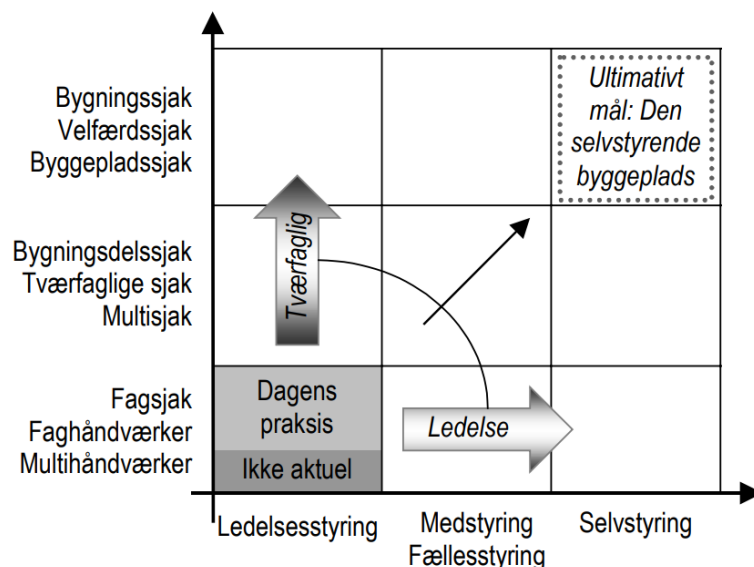 Bygningssjak
Velfærdssjak
Byggepladssjak
Ultimativt
mål: Den
selvstyrende
byggeplads
Bygningsdelssjak
Tværfaglige sjak
Multisjak
Tværfaglig
Fagsjak
Faghåndværker
Multihåndværker
Dagens
praksis
Ikke aktuel
Ledelse
Ledelsesstyring
Medstyring
Fællesstyring
Selvstyring